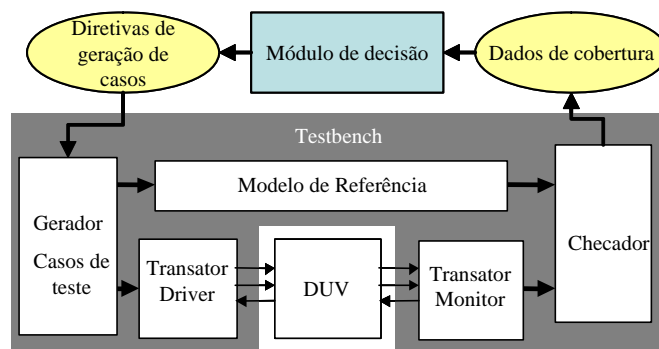 Diretivas de
geração de
casos
Módulo de decisão
Dados de cobertura
Testbench
Modelo de Referência
Gerador
Casos de
teste
Transator
Driver
DUV
Transator
Monitor
Checador